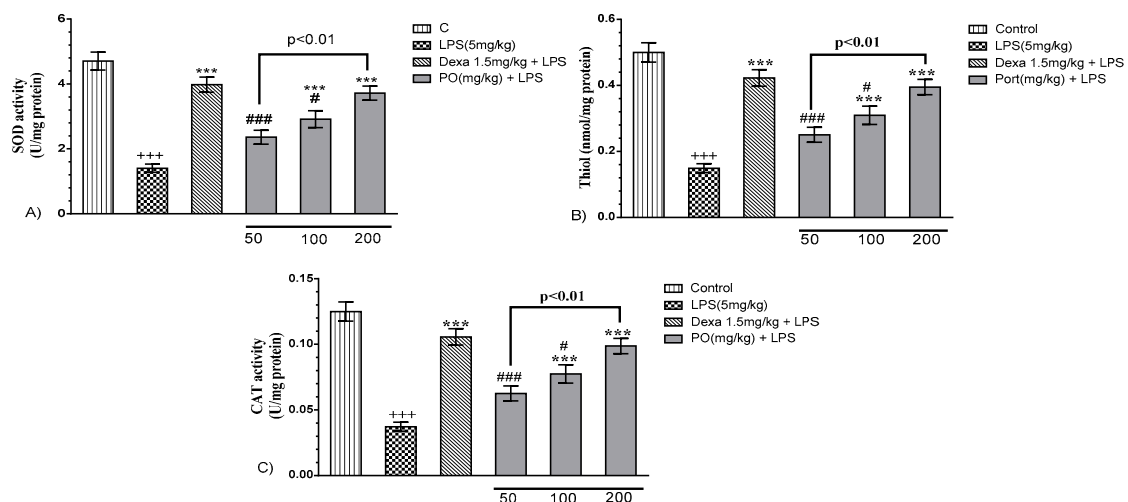 6
4
2
0
SOD activity
(U/mg protein)
+++
***
###
***
#
***
p<0.01
50
100
200
A)
C
LPS(5mg/kg)
Dexa 1.5mg/kg + LPS
PO(mg/kg) + LPS
0.6
0.4
0.2
0.0
Thiol (nmol/mg protein)
+++
***
###
#
***
***
p<0.01
50
100
200
B)
Control
LPS(5mg/kg)
Dexa 1.5mg/kg + LPS
Port(mg/kg) + LPS
0.15
0.10
0.05
0.00
CAT activity
(U/mg protein)
+++
***
###
#
***
***
p<0.01
50
100
200
C)
Control
LPS(5mg/kg)
Dexa 1.5mg/kg + LPS
PO(mg/kg) + LPS